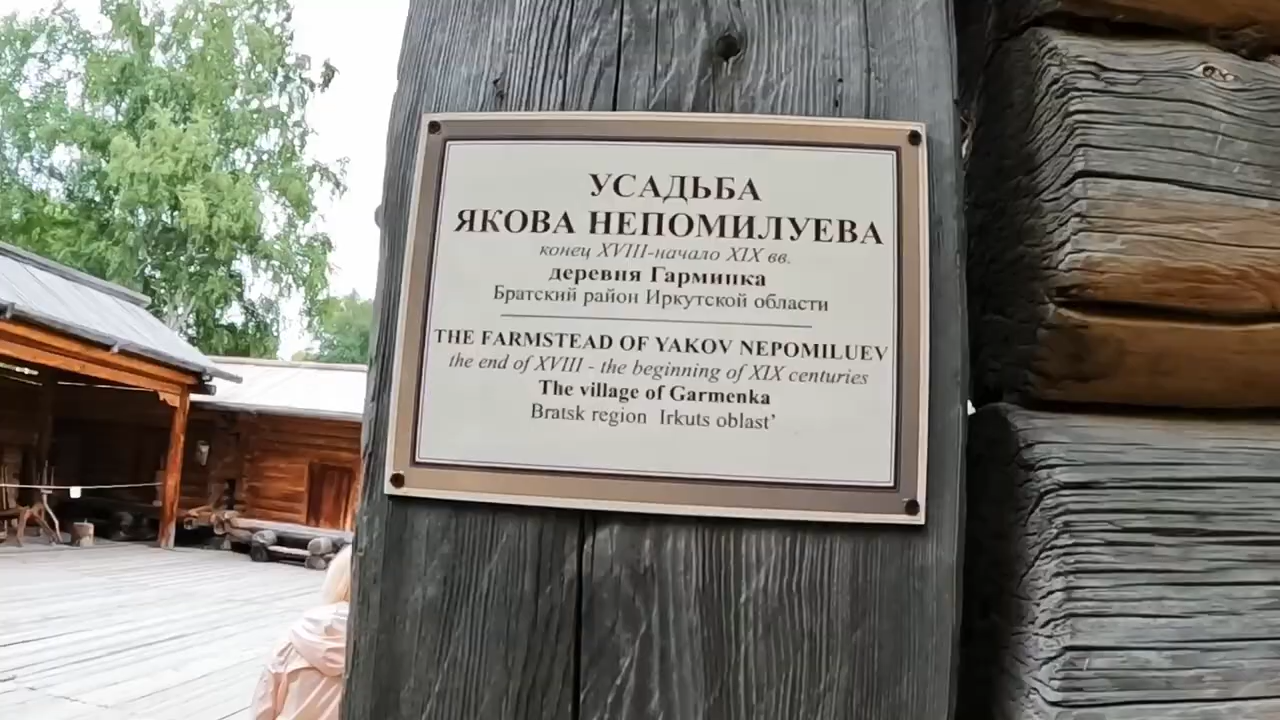 УСАДЬБА
ЯКОВА НЕПОМИЛУЕВА
конец XVIII-начало XIX вв.
деревня Гарминка
Братский район Иркутской области
THE FARMSTEAD OF YAKOV NEPOMILUEV
the end of XVIII - the beginning of XIX centuries
The village of Garmenka
Bratsk region Irkuts oblast'